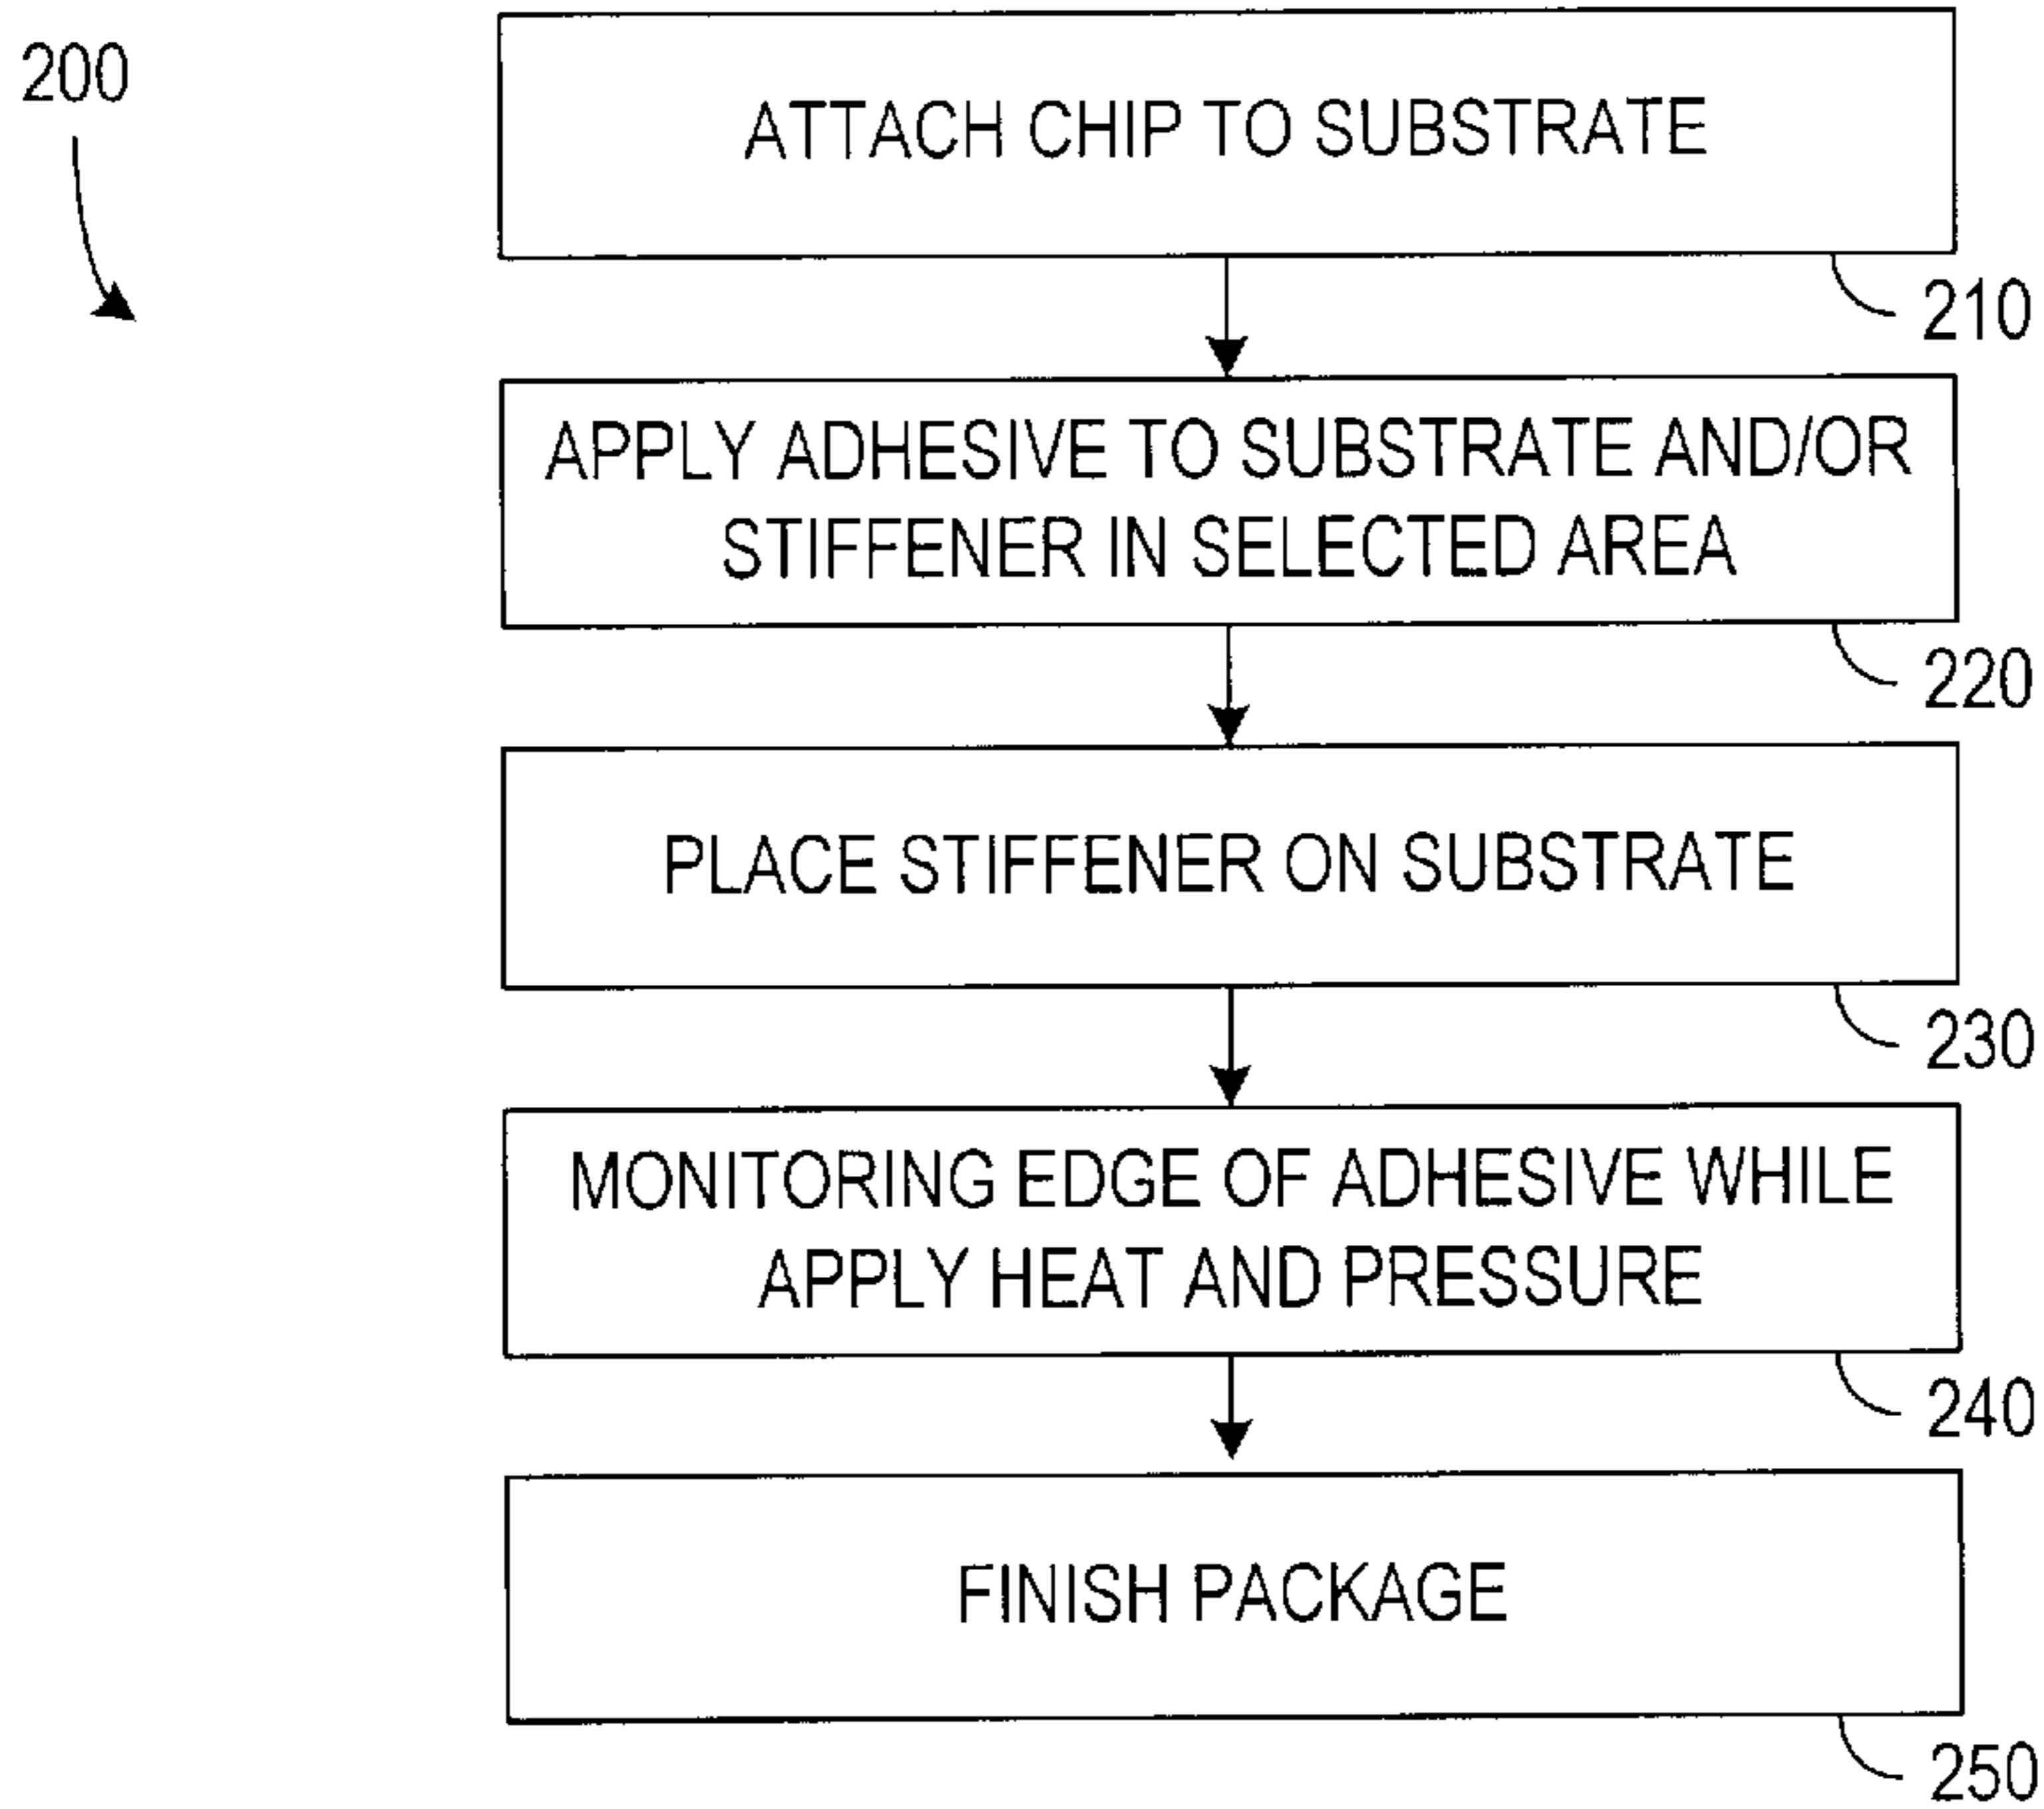 200
ATTACH CHIP TO SUBSTRATE
210
APPLY ADHESIVE TO SUBSTRATE AND/OR
STIFFENER IN SELECTED AREA
220
PLACE STIFFENER ON SUBSTRATE
230
MONITORING EDGE OF ADHESIVE WHILE
APPLY HEAT AND PRESSURE
240
FINISH PACKAGE
250